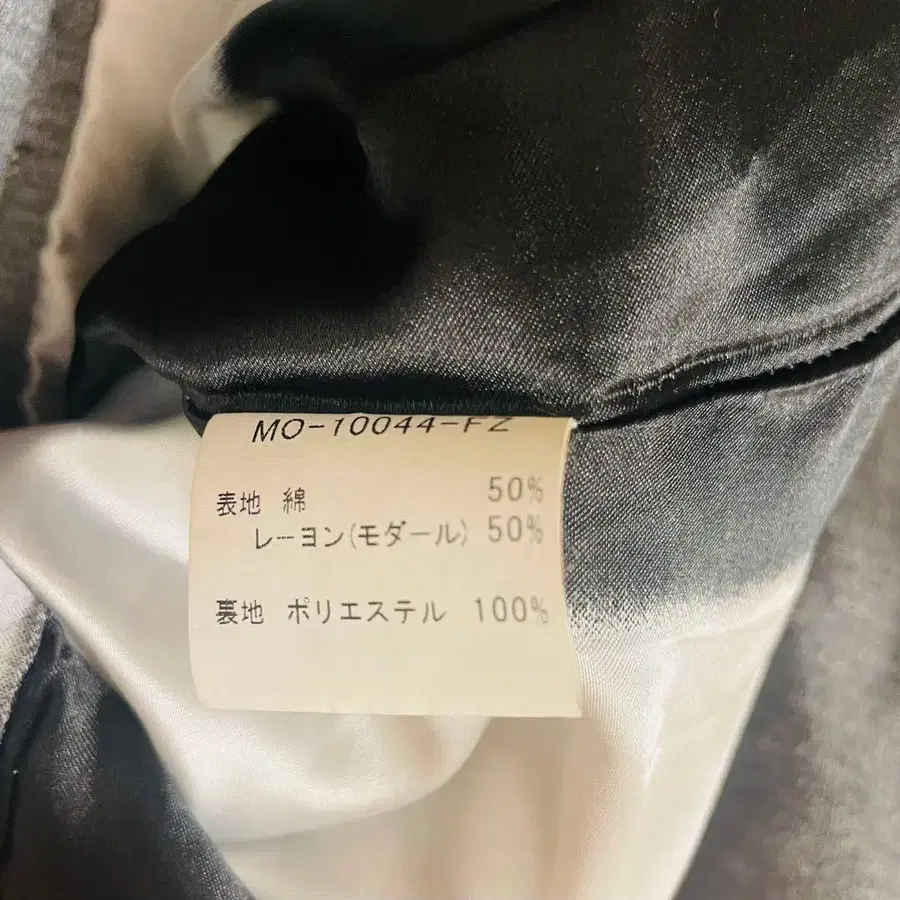 MO-10044-FZ
表地 綿 50%
レーヨン(モダール) 50%
裏地 ポリエステル 100%